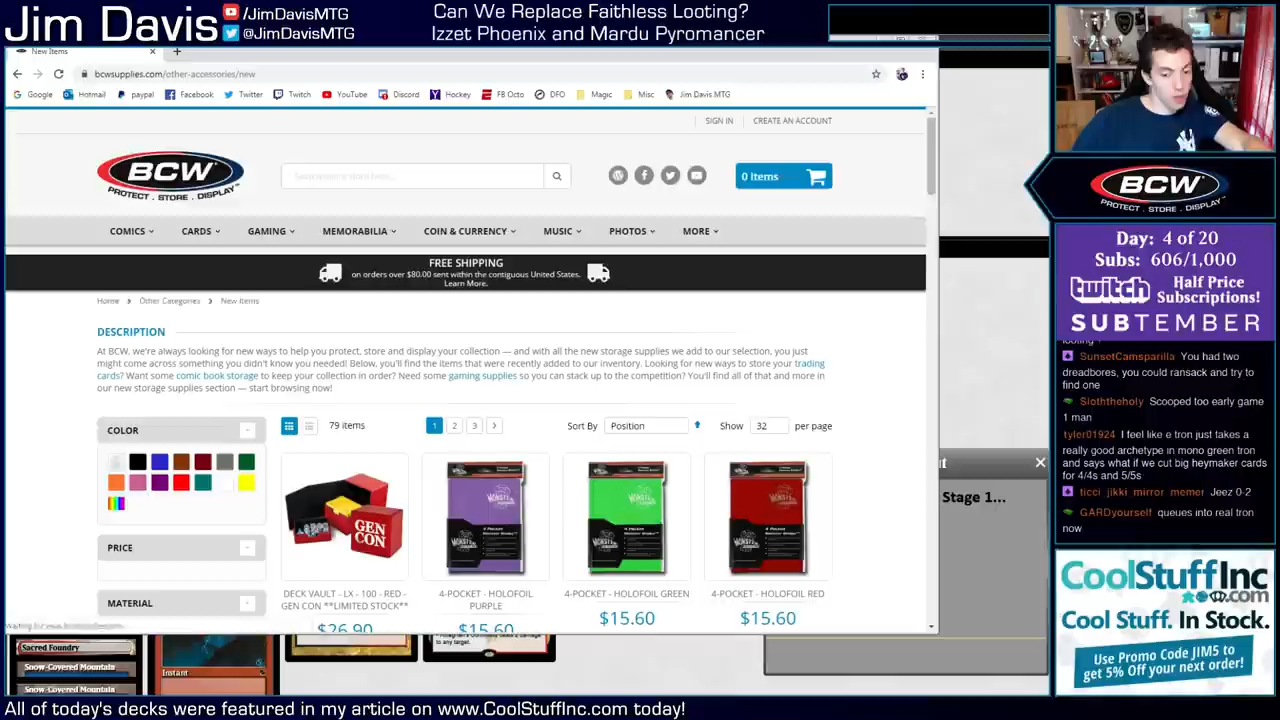 Jim Davis
/JimDavisMTG
@JimDavisMTG
Can We Replace Faithless Looting?
Izzet Phoenix and Mardu Pyromancer
New Items
bcwsupplies.com/other-accessories/new
Google Hotmail paypal Facebook Twitter Twitch YouTube Discord Hockey FB Octo DFO Magic Misc Jim Davis MTG
SIGN IN CREATE AN ACCOUNT
BCW
PROTECT . STORE . DISPLAY
Search entire store here...
0 Items
COMICS CARDS GAMING MEMORABILIA COIN & CURRENCY MUSIC PHOTOS MORE
FREE SHIPPING
on orders over $80.00 sent within the contiguous United States.
Learn More.
Home > Other Categories > New Items
DESCRIPTION
At BCW, we're always looking for new ways to help you protect, store and display your collection — and with all the new storage supplies we add to our selection, you just
might come across something you didn't know you needed! Below, you'll find the items that were recently added to our inventory. Looking for new ways to store your trading
cards? Want some comic book storage to keep your collection in order? Need some gaming supplies so you can stack up to the competition? You'll find all of that and more in
our new storage supplies section — start browsing now!
COLOR
79 items
1 2 3 >
Sort By Position
Show 32 per page
PRICE
MATERIAL
GEN CON
DECK VAULT - LX - 100 - RED -
GEN CON **LIMITED STOCK**
$26.90
4-POCKET - HOLOFOIL
PURPLE
$15.60
4-POCKET - HOLOFOIL GREEN
$15.60
4-POCKET - HOLOFOIL RED
$15.60
Stage 1...
Sacred Foundry
Snow-Covered Mountain
Snow-Covered Mountain
Instant
BCW
PROTECT . STORE . DISPLAY
Day: 4 of 20
Subs: 606/1,000
twitch Half Price
Subscriptions!
SUBTEMBER
looting ?
SunsetCamsparilla You had two
dreadbores, you could ransack and try to
find one
Sloththeholy Scooped too early game
1 man
tyler01924 I feel like e tron just takes a
really good archetype in mono green tron
and says what if we cut big heymaker cards
for 4/4s and 5/5s
ticci_jikki_mirror_memer Jeez 0-2
GARDyourself queues into real tron
now
CoolStuffInc
.com
Cool Stuff. In Stock.
Use Promo Code JIM5 to
get 5% Off your next order!
All of today's decks were featured in my article on www.CoolStuffInc.com today!